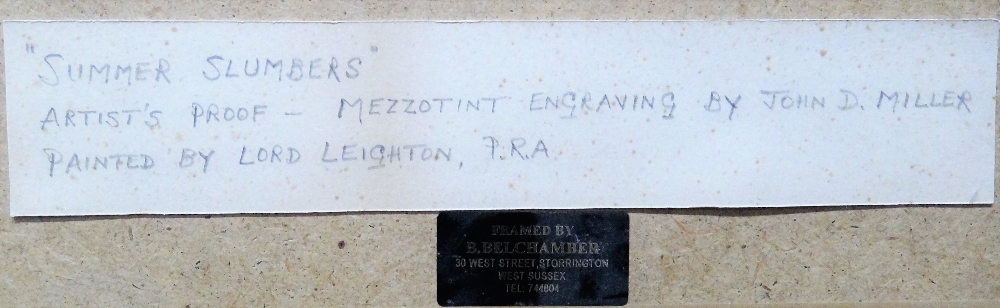 "SUMMER SLUMBERS"
ARTIST'S PROOF - MEZZOTINT ENGRAVING BY JOHN D. MILLER
PAINTED BY LORD LEIGHTON, P.R.A
FRAMED BY
B.BELCHAMBER
30 WEST STREET, STORRINGTON
WEST SUSSEX
TEL: 744604